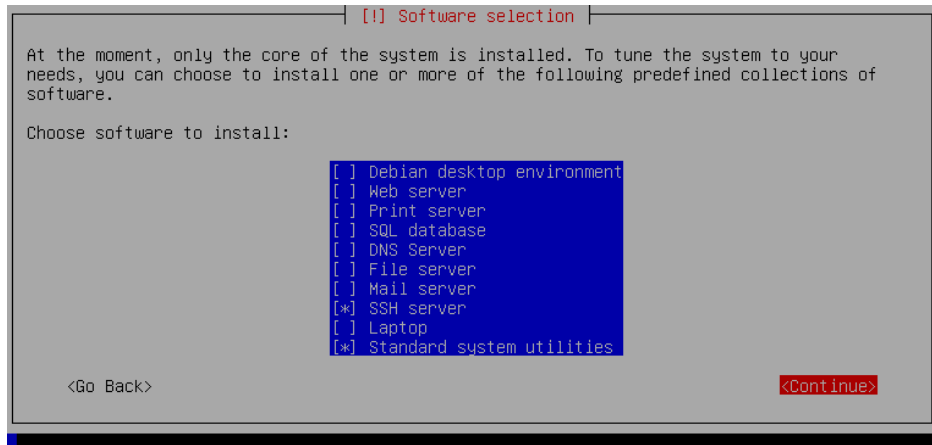 [!] Software selection
At the moment, only the core of the system is installed. To tune the system to your
needs, you can choose to install one or more of the following predefined collections of
software.
Choose software to install:
[ ] Debian desktop environment
[ ] Web server
[ ] Print server
[ ] SQL database
[ ] DNS Server
[ ] File server
[ ] Mail server
[*] SSH server
[ ] Laptop
[*] Standard system utilities
<Go Back> <Continue>